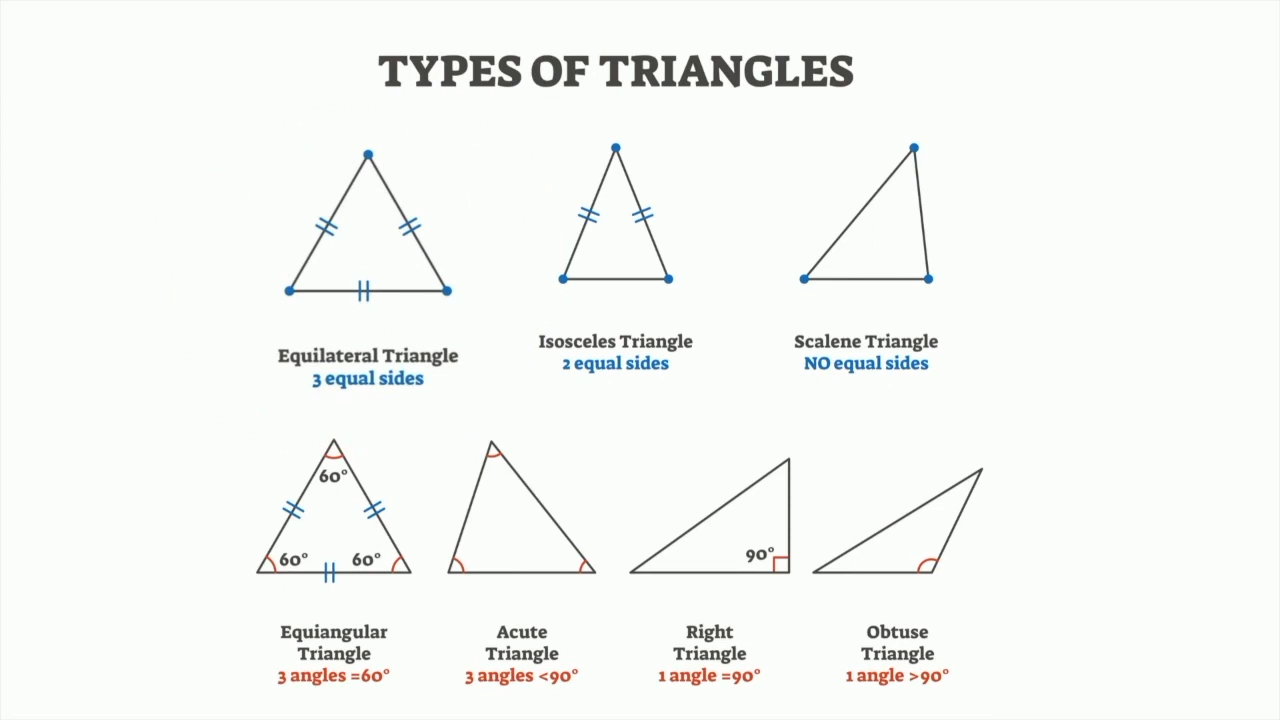 TYPES OF TRIANGLES
Equilateral Triangle
3 equal sides
Isosceles Triangle
2 equal sides
Scalene Triangle
NO equal sides
60°
60°
60°
90°
Equiangular
Triangle
3 angles =60°
Acute
Triangle
3 angles <90°
Right
Triangle
1 angle =90°
Obtuse
Triangle
1 angle >90°